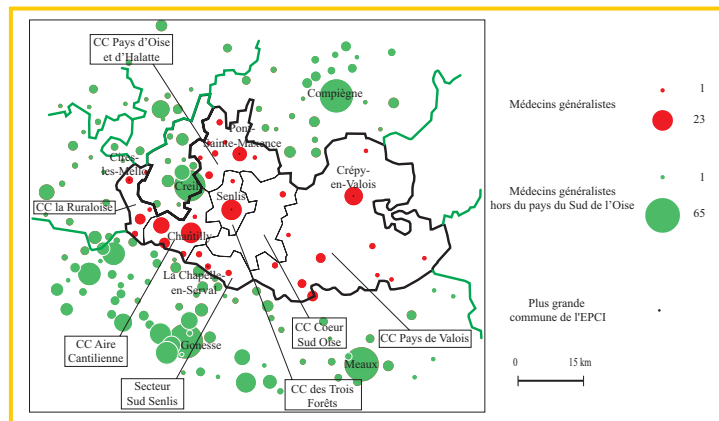 CC Pays d'Oise
et d'Halatte
Compiègne
Pont-
Sainte-Maxence
Cires-
les-Mello
Creil
Crépy-
en-Valois
Senlis
CC la Ruraloise
Chantilly
La Chapelle-
en-Serval
CC Aire
Cantilienne
Gonesse
Secteur
Sud Senlis
CC des Trois
Forêts
CC Coeur
Sud Oise
CC Pays de Valois
Meaux
Médecins généralistes
1
23
Médecins généralistes
hors du pays du Sud de l'Oise
1
65
Plus grande
commune de l'EPCI
0
15 km